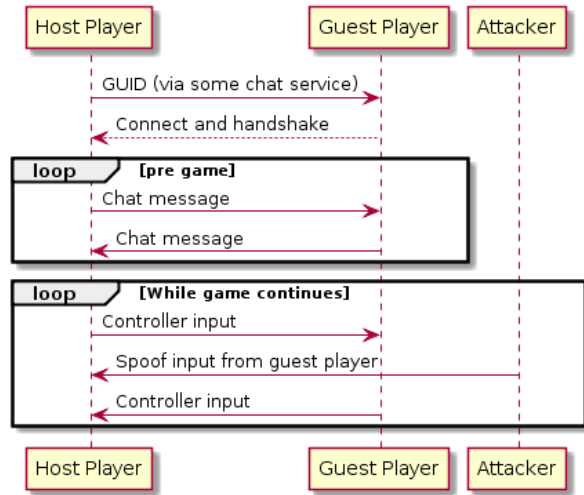 Host Player Guest Player Attacker
GUID (via some chat service)
Connect and handshake
loop [pre game]
Chat message
Chat message
loop [While game continues]
Controller input
Spoof input from guest player
Controller input
Host Player Guest Player Attacker